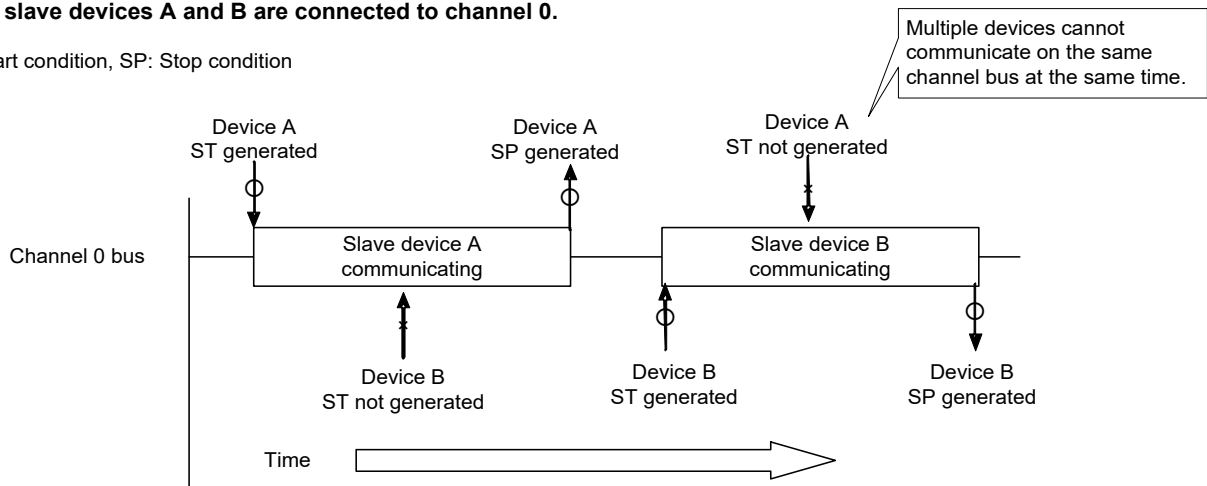 slave devices A and B are connected to channel 0.
art condition, SP: Stop condition
Multiple devices cannot
communicate on the same
channel bus at the same time.
Device A
ST generated
Device A
SP generated
Device A
ST not generated
Channel 0 bus
Slave device A
communicating
Slave device B
communicating
Device B
ST not generated
Device B
ST generated
Device B
SP generated
Time